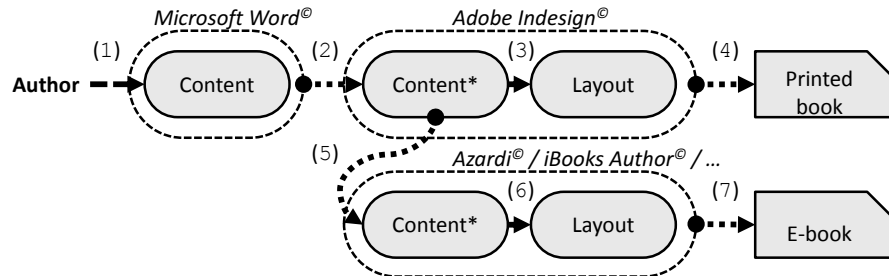 Microsoft Word©
Adobe Indesign©
(1)
(2)
(3)
(4)
Author
Content
Content*
Layout
Printed
book
(5)
Azardi© / iBooks Author© / …
(6)
(7)
Content*
Layout
E-book